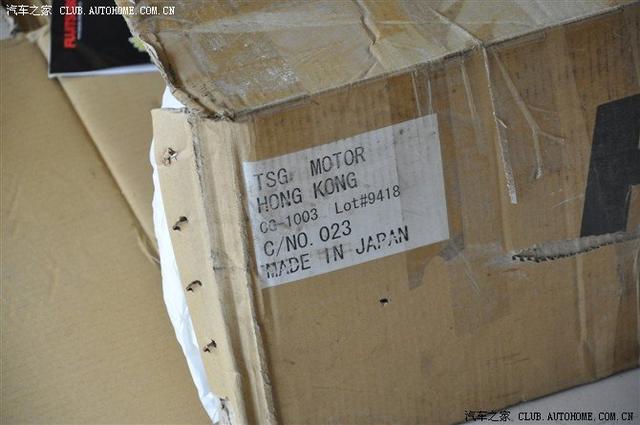 汽车之家 CLUB.AUTOHOME.COM.CN
TSG MOTOR
HONG KONG
CG-1003 Lot#9418
C/NO. 023
MADE IN JAPAN
汽车之家 CLUB.AUTOHOME.COM.CN